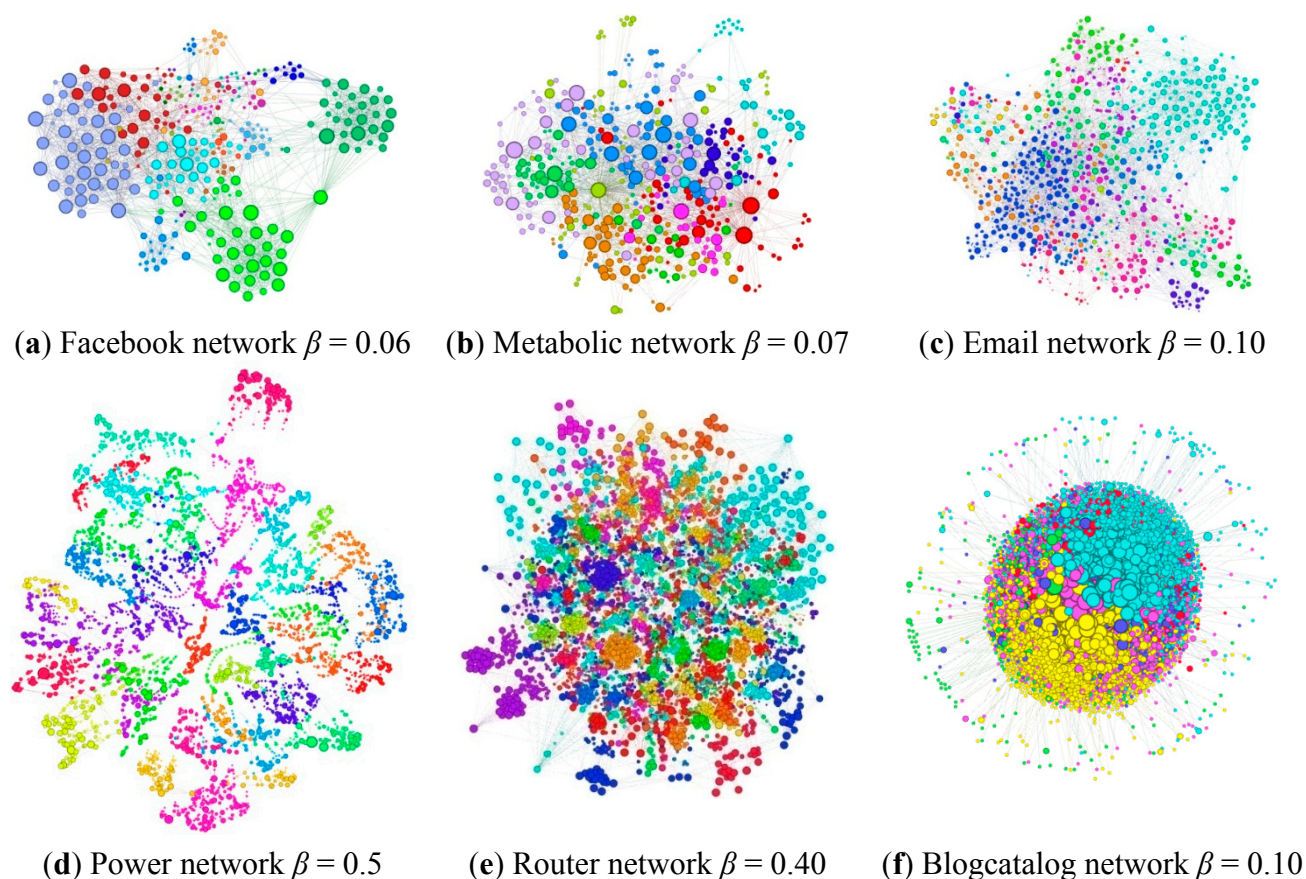 (a) Facebook network β = 0.06
(b) Metabolic network β = 0.07
(c) Email network β = 0.10
(d) Power network β = 0.5
(e) Router network β = 0.40
(f) Blogcatalog network β = 0.10